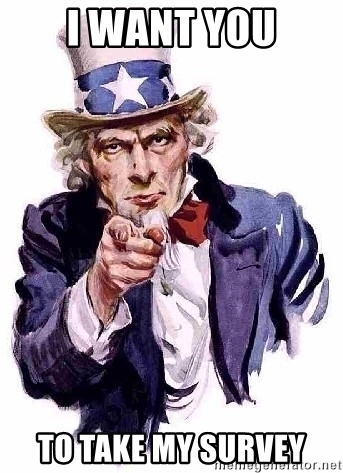 I WANT YOU
TO TAKE MY SURVEY
memegenerator.net